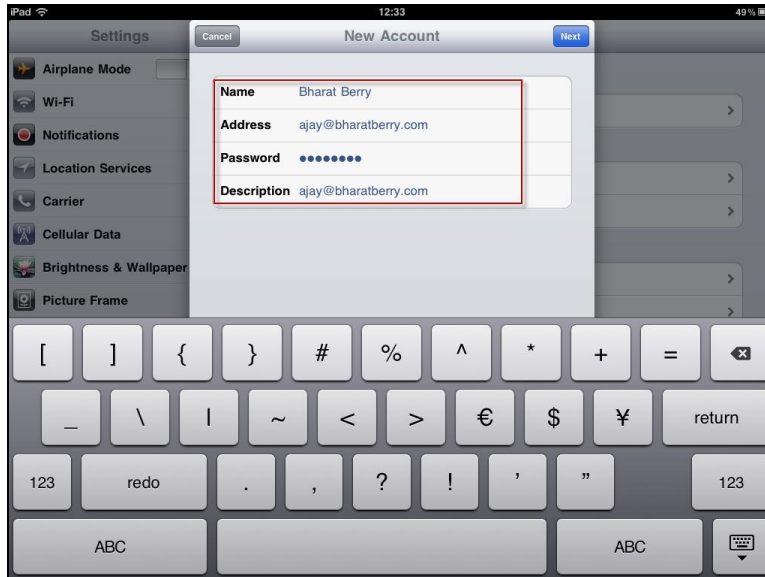 iPad 12:33 49%
Settings
Cancel New Account Next
Airplane Mode
Wi-Fi
Notifications
Location Services
Carrier
Cellular Data
Brightness & Wallpaper
Picture Frame
Name Bharat Berry
Address ajay@bharatberry.com
Password ●●●●●●●●
Description ajay@bharatberry.com
[ ] { } # % ^ * + =
_ \ | ~ < > € $ ¥ return
123 redo . , ? ! ' " 123
ABC ABC